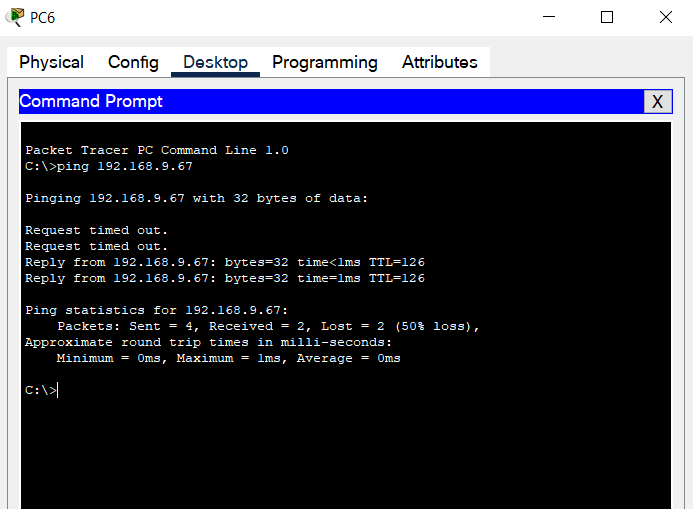 PC6
Physical Config Desktop Programming Attributes
Command Prompt
X
Packet Tracer PC Command Line 1.0
C:\>ping 192.168.9.67
Pinging 192.168.9.67 with 32 bytes of data:
Request timed out.
Request timed out.
Reply from 192.168.9.67: bytes=32 time<1ms TTL=126
Reply from 192.168.9.67: bytes=32 time=1ms TTL=126
Ping statistics for 192.168.9.67:
    Packets: Sent = 4, Received = 2, Lost = 2 (50% loss),
Approximate round trip times in milli-seconds:
    Minimum = 0ms, Maximum = 1ms, Average = 0ms
C:\>